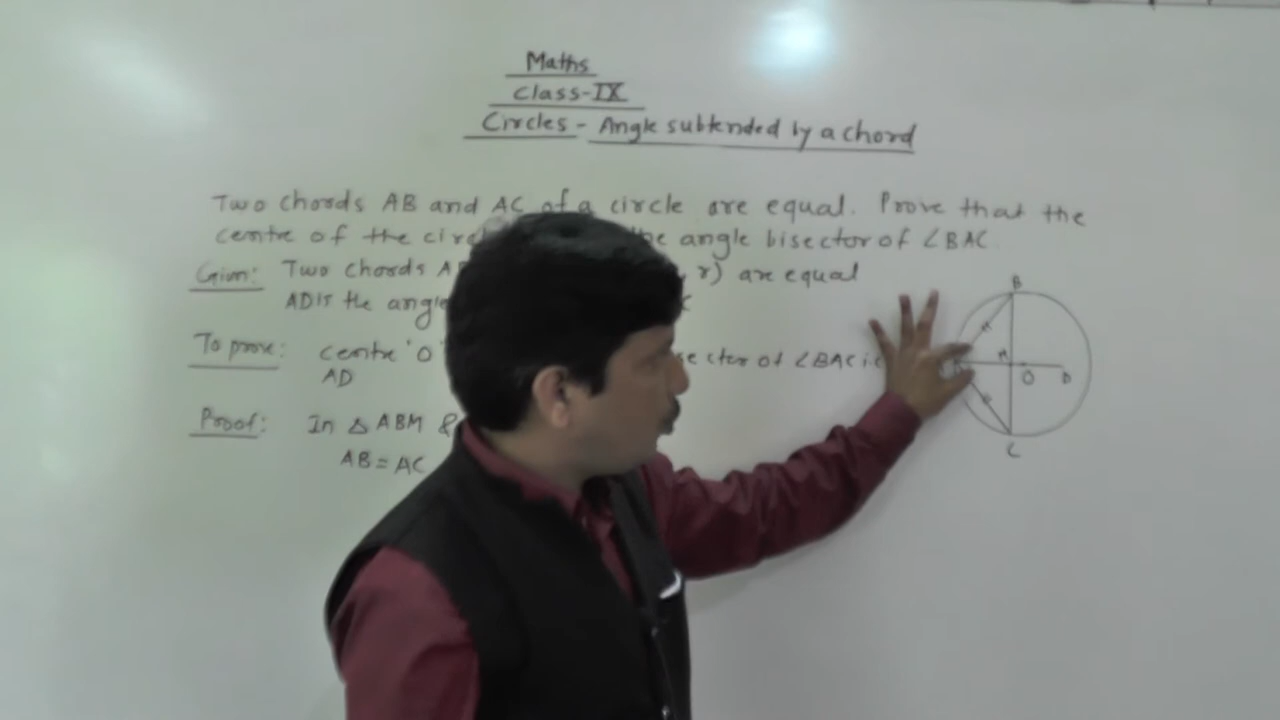 Maths
Class-IX
Circles - Angle subtended by a chord
Two chords AB and AC of a circle are equal. Prove that the
centre of the the angle bisector of ∠BAC.
Given: Two chords r) are equal
AD is the angle
To prove: centre 'O' of ∠BAC is
AD
Proof: In △ ABM &
AB = AC
B
M
O
D
C